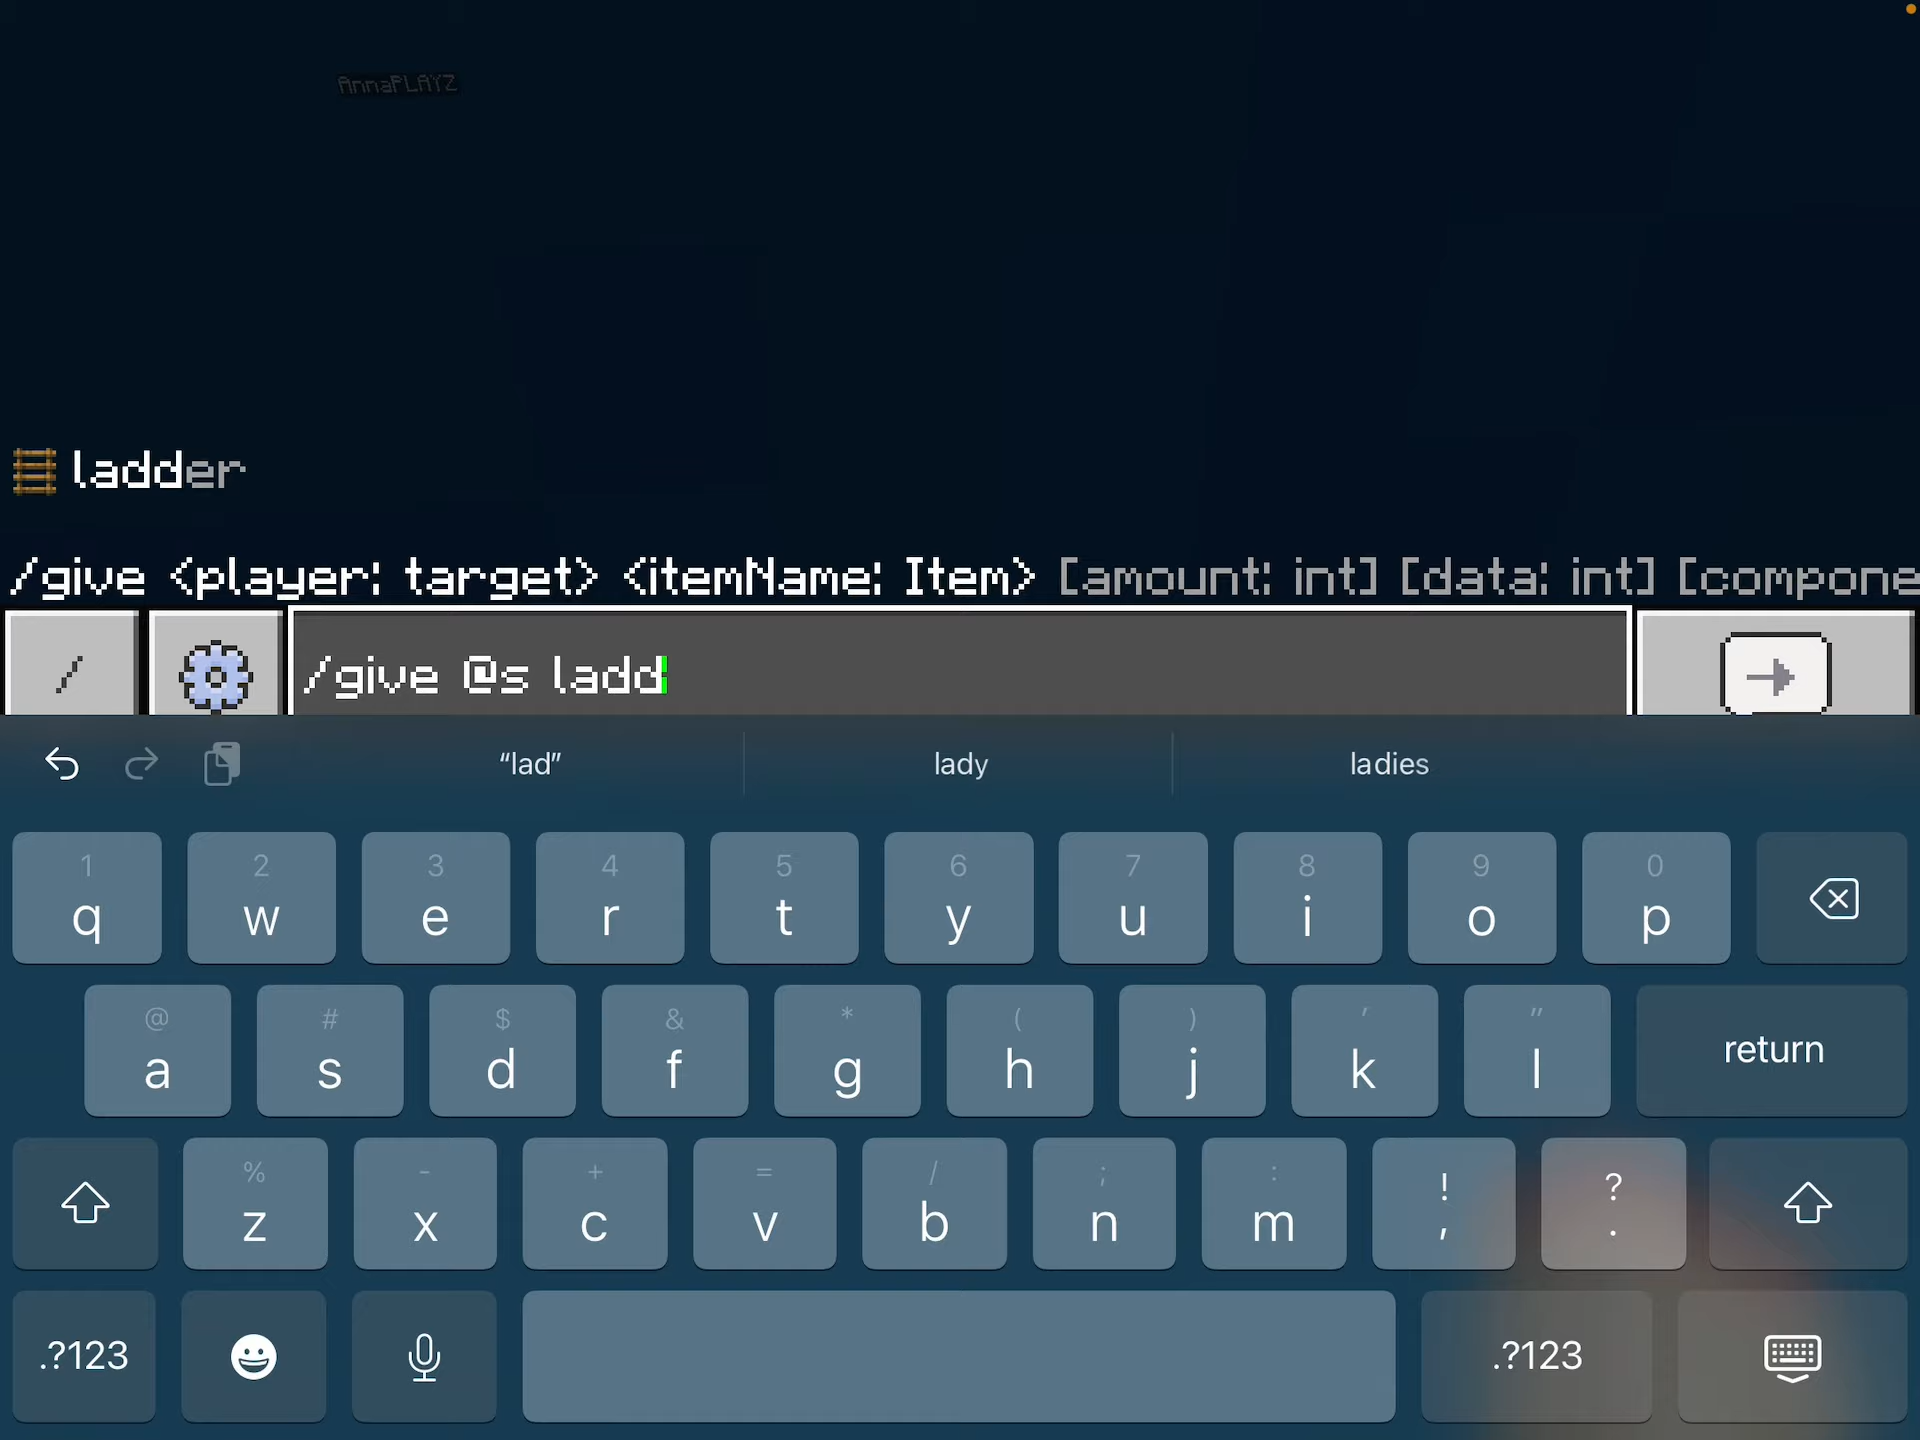 AnnaPLAYZ
ladder
/give <player: target> <itemName: Item> [amount: int] [data: int] [compone
/ /give @s ladd
“lad” lady ladies
1 2 3 4 5 6 7 8 9 0
q w e r t y u i o p
@ # $ & * ( ) ' "
a s d f g h j k l return
% - + = / ; : ! ?
z x c v b n m , .
.?123 .?123